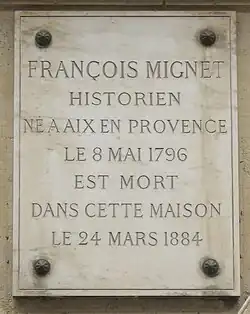 FRANÇOIS MIGNET
HISTORIEN
NÉ A AIX EN PROVENCE
LE 8 MAI 1796
EST MORT
DANS CETTE MAISON
LE 24 MARS 1884